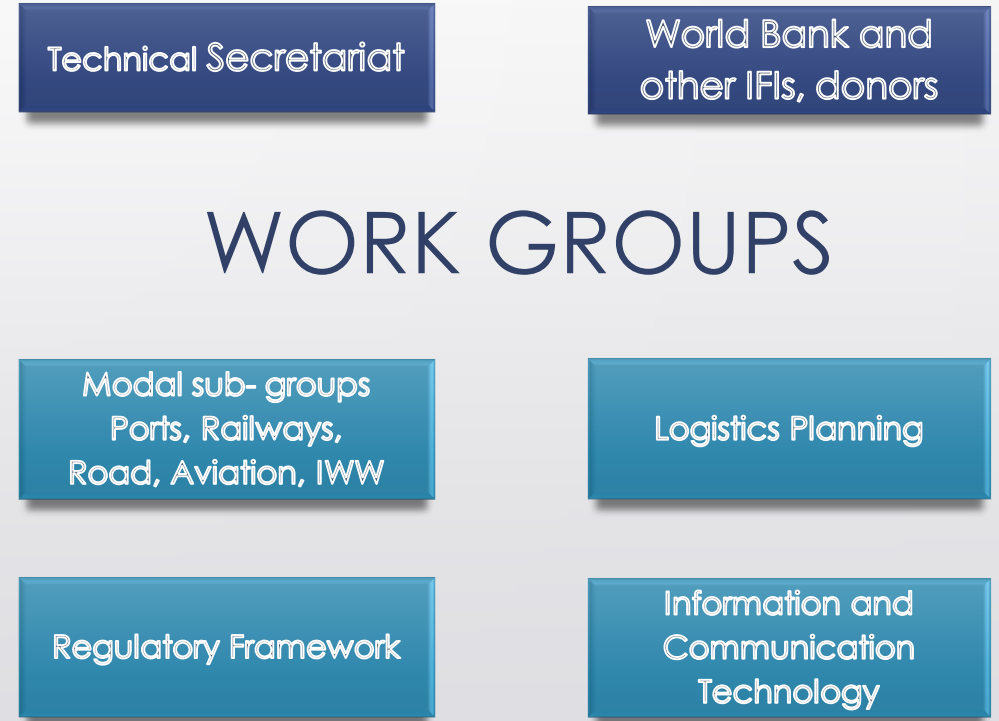 Technical Secretariat
World Bank and
other IFIs, donors
WORK GROUPS
Modal sub- groups
Ports, Railways,
Road, Aviation, IWW
Logistics Planning
Regulatory Framework
Information and
Communication
Technology